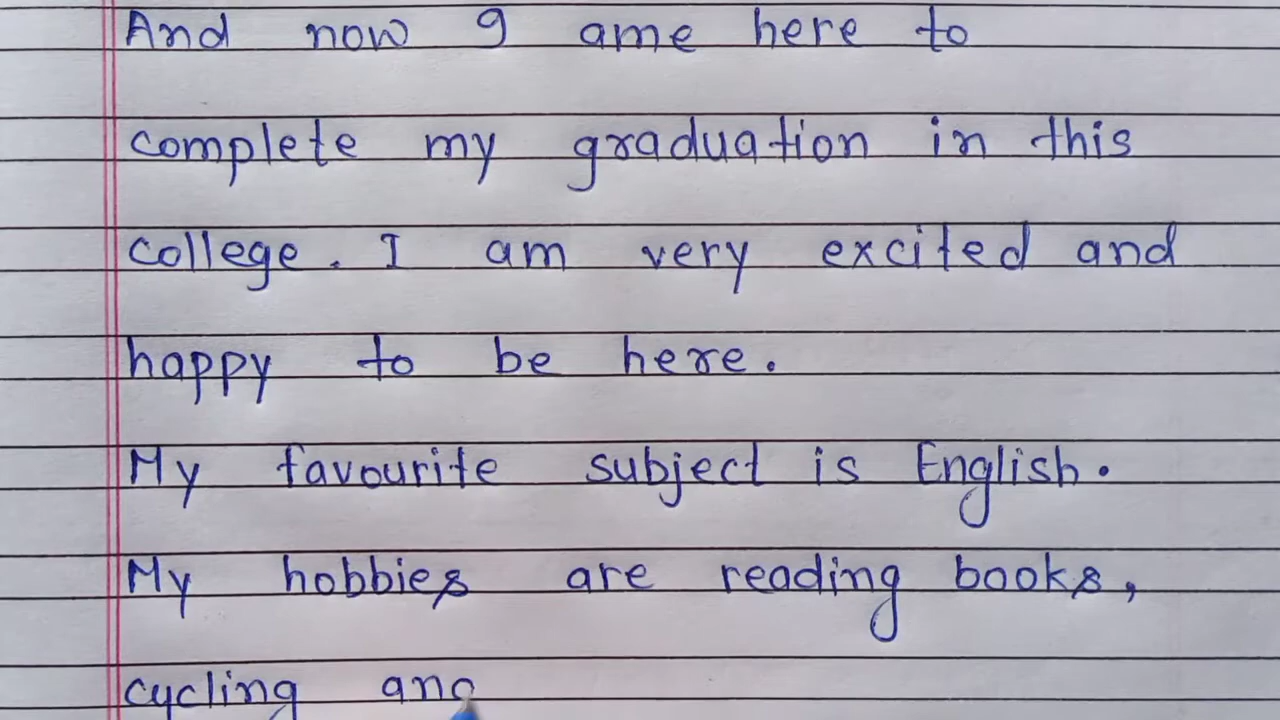 And now I ame here to
complete my graduation in this
college. I am very excited and
happy to be here.
My favourite subject is English.
My hobbies are reading books,
cycling